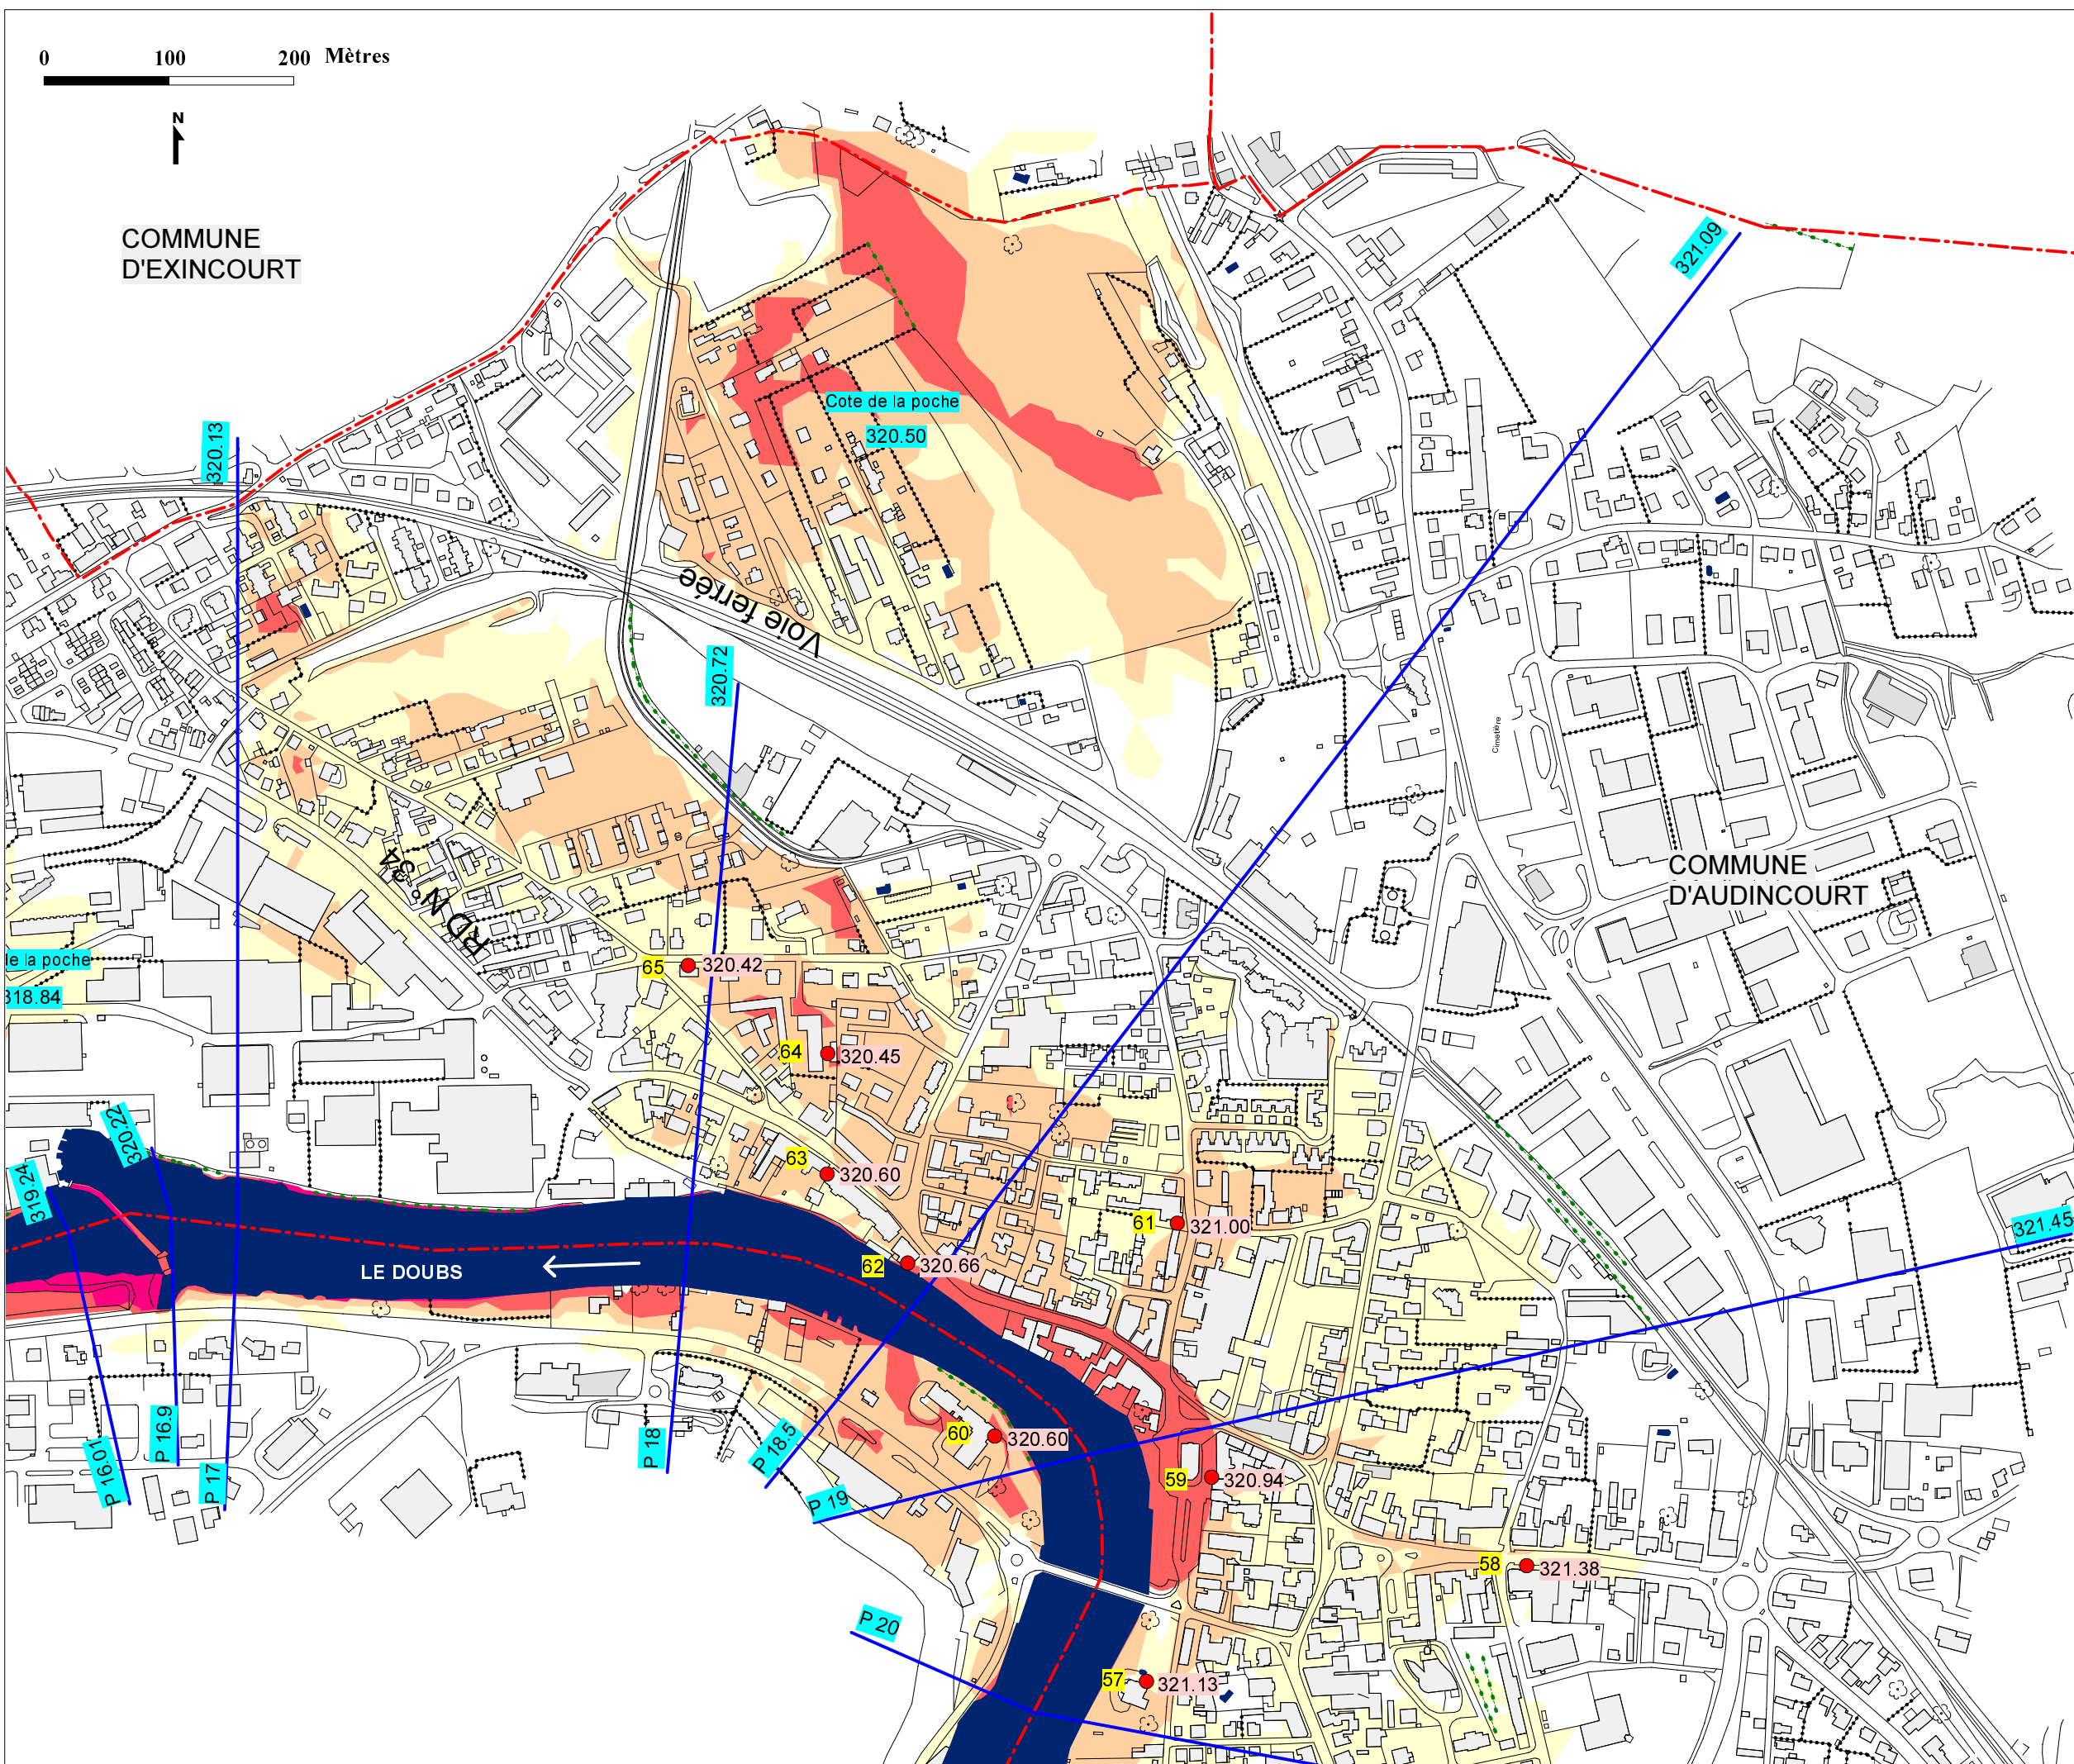 0 100 200 Mètres
N
COMMUNE
D'EXINCOURT
321.09
320.13
Cote de la poche
320.50
Voie ferrée
320.72
Cimetière
RD N° 34
COMMUNE
D'AUDINCOURT
de la poche
318.84
65 320.42
64 320.45
63 320.60
61 321.00
62 320.66
320.22
319.24
321.45
LE DOUBS
60 320.60
59 320.94
58 321.38
57 321.13
P 16.01
P 16.9
P 17
P 18
P 18.5
P 19
P 20